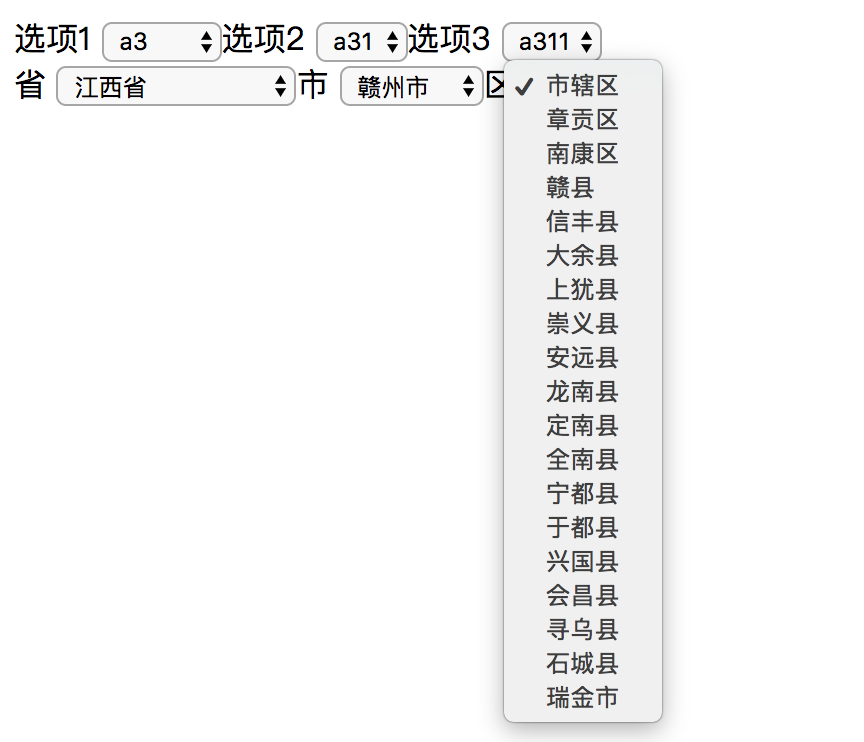 选项1 a3 选项2 a31 选项3 a311
省 江西省 市 赣州市 区
市辖区
章贡区
南康区
赣县
信丰县
大余县
上犹县
崇义县
安远县
龙南县
定南县
全南县
宁都县
于都县
兴国县
会昌县
寻乌县
石城县
瑞金市